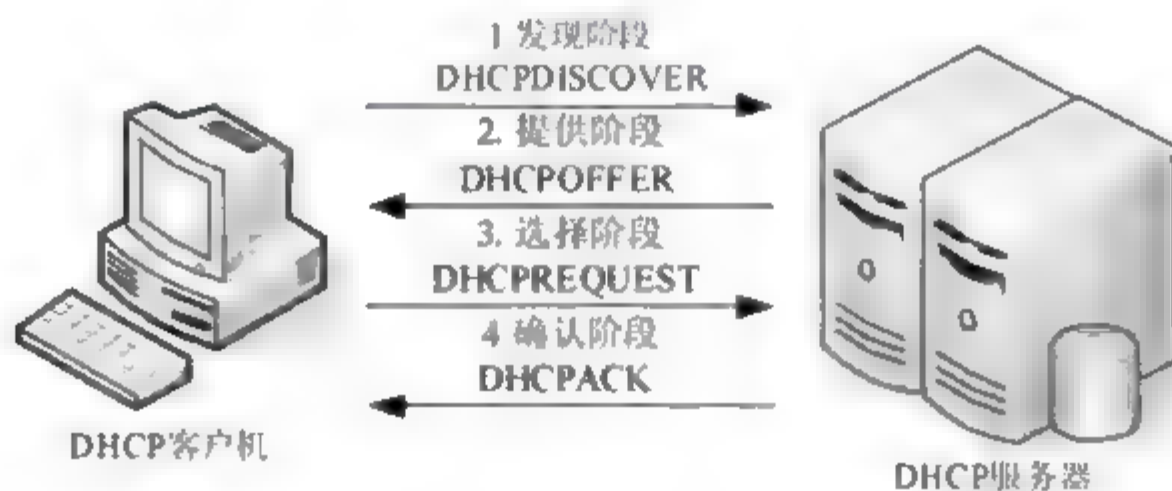 1 发现阶段
DHCPDISCOVER
2. 提供阶段
DHCPOFFER
3. 选择阶段
DHCPREQUEST
4 确认阶段
DHCPACK
DHCP客户机
DHCP服务器